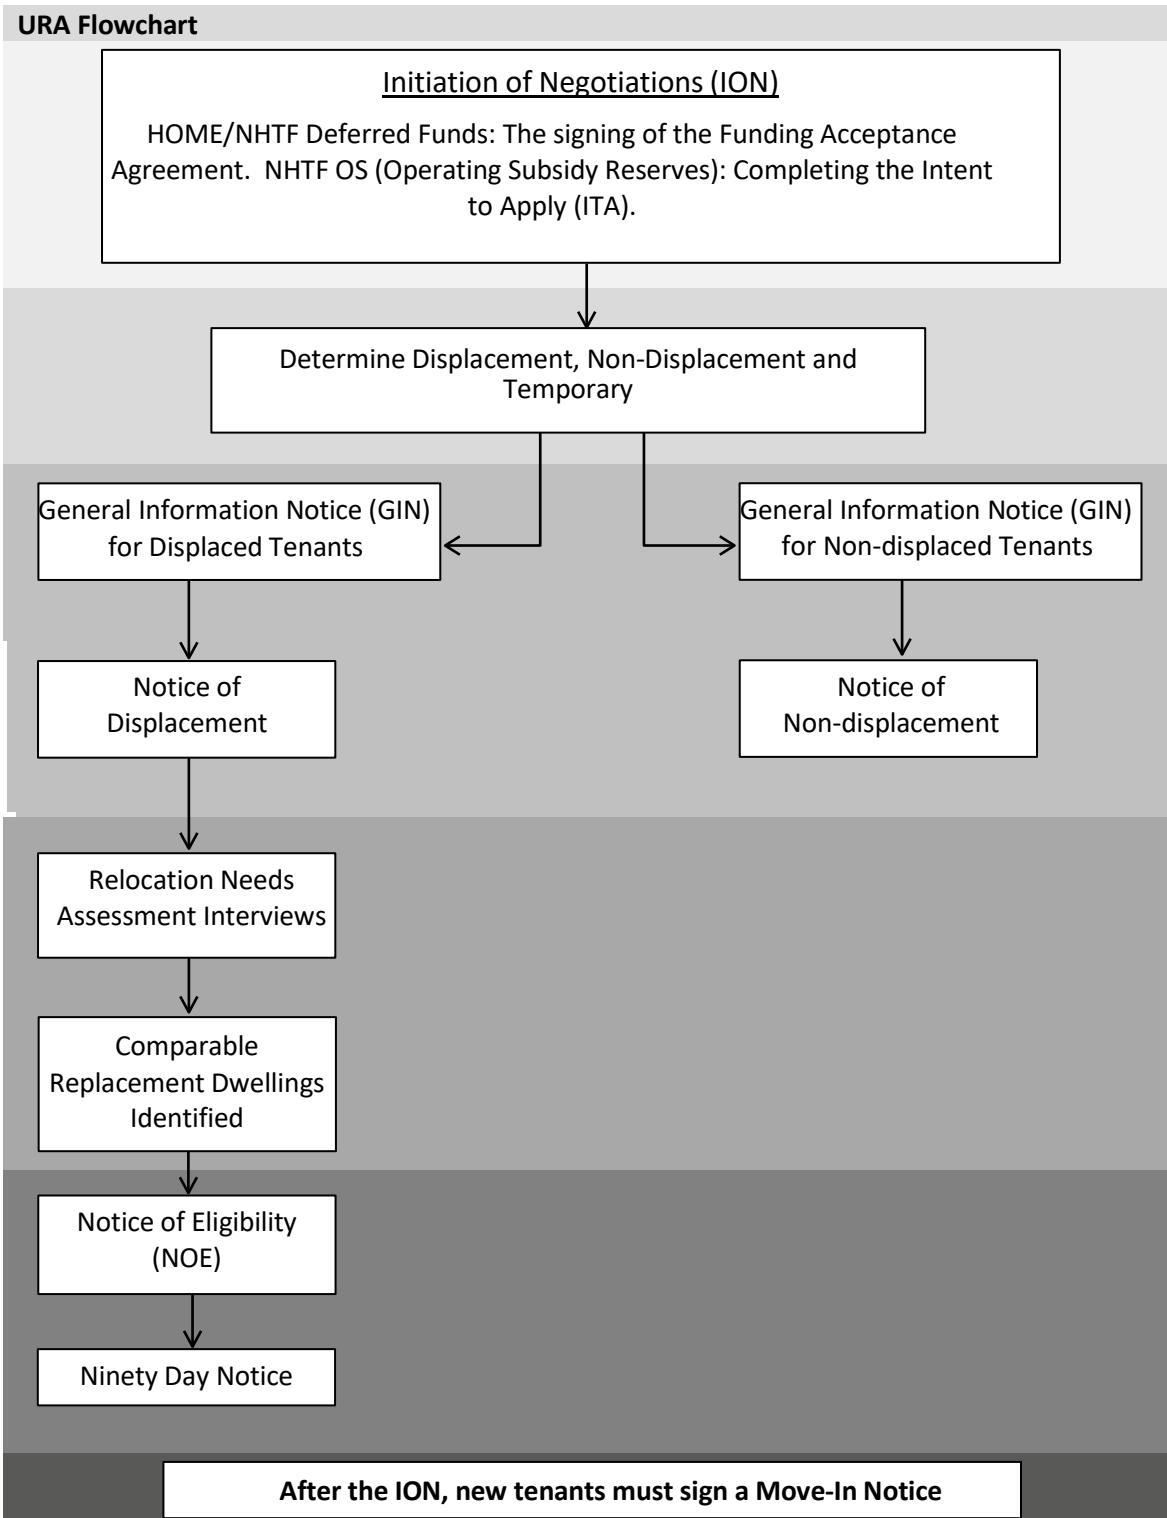 URA Flowchart
Initiation of Negotiations (ION)
HOME/NHTF Deferred Funds: The signing of the Funding Acceptance
Agreement.  NHTF OS (Operating Subsidy Reserves): Completing the Intent
to Apply (ITA).
Determine Displacement, Non-Displacement and
Temporary
General Information Notice (GIN)
for Displaced Tenants
General Information Notice (GIN)
for Non-displaced Tenants
Notice of
Displacement
Notice of
Non-displacement
Relocation Needs
Assessment Interviews
Comparable
Replacement Dwellings
Identified
Notice of Eligibility
(NOE)
Ninety Day Notice
After the ION, new tenants must sign a Move-In Notice